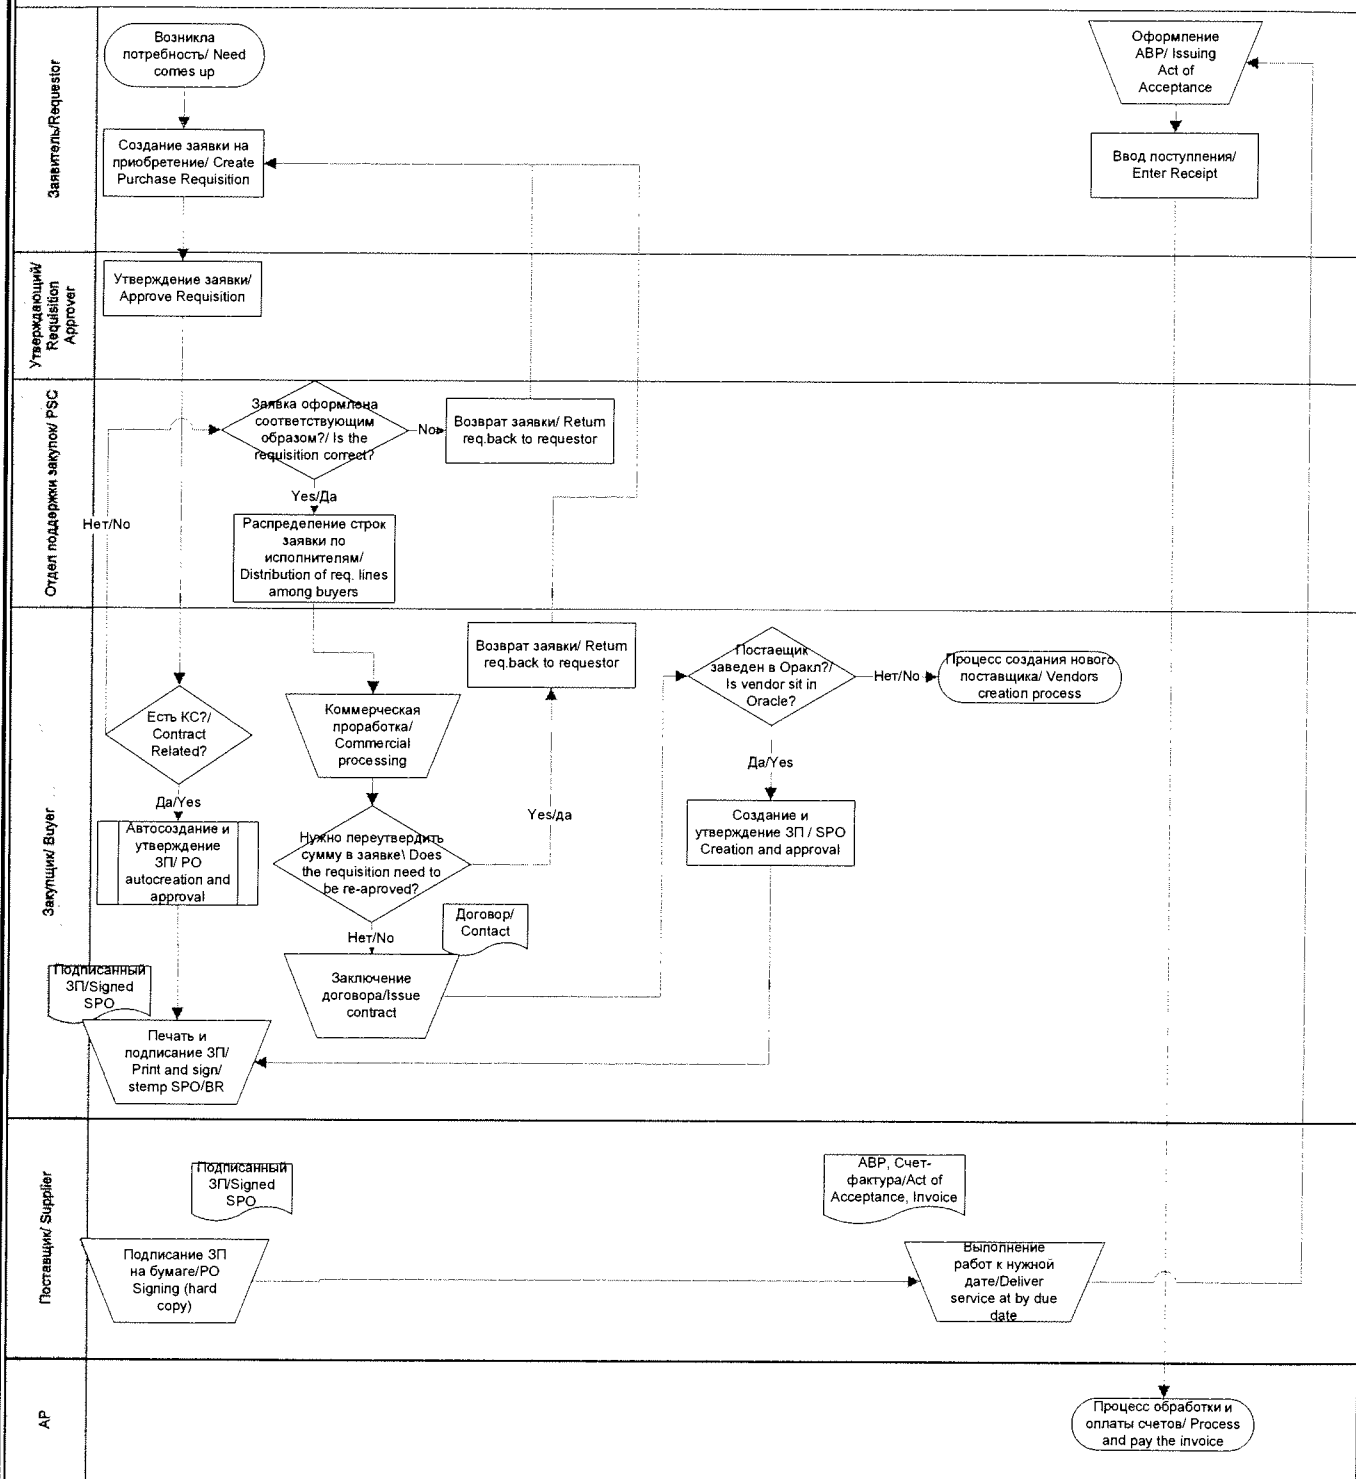 Заявитель/Requestor
Возникла
потребность/ Need
comes up
Создание заявки на
приобретение/ Create
Purchase Requisition
Оформление
АВР/ Issuing
Act of
Acceptance
Ввод поступления/
Enter Receipt
Утверждающий/
Requisition
Approver
Утверждение заявки/
Approve Requisition
Отдел поддержки закупок/ PSC
Заявка оформлена
соответствующим
образом?/ Is the
requisition correct?
No
Возврат заявки/ Return
req.back to requestor
Yes/Да
Нет/No
Распределение строк
заявки по
исполнителям/
Distribution of req. lines
among buyers
Закупщик/ Buyer
Возврат заявки/ Return
req.back to requestor
Поставщик
заведен в Оракл?/
Is vendor sit in
Oracle?
Нет/No
Процесс создания нового
поставщика/ Vendors
creation process
Есть КС?/
Contract
Related?
Коммерческая
проработка/
Commercial
processing
Да/Yes
Да/Yes
Yes/да
Автосоздание и
утверждение
ЗП/ PO
autocreation and
approval
Нужно переутвердить
сумму в заявке\ Does
the requisition need to
be re-aproved?
Создание и
утверждение ЗП / SPO
Creation and approval
Нет/No
Договор/
Contact
Подписанный
ЗП/Signed
SPO
Заключение
договора/Issue
contract
Печать и
подписание ЗП/
Print and sign/
stemp SPO/BR
Поставщик/ Supplier
Подписанный
ЗП/Signed
SPO
АВР, Счет-
фактура/Act of
Acceptance, Invoice
Подписание ЗП
на бумаге/PO
Signing (hard
copy)
Выполнение
работ к нужной
дате/Deliver
service at by due
date
AP
Процесс обработки и
оплаты счетов/ Process
and pay the invoice